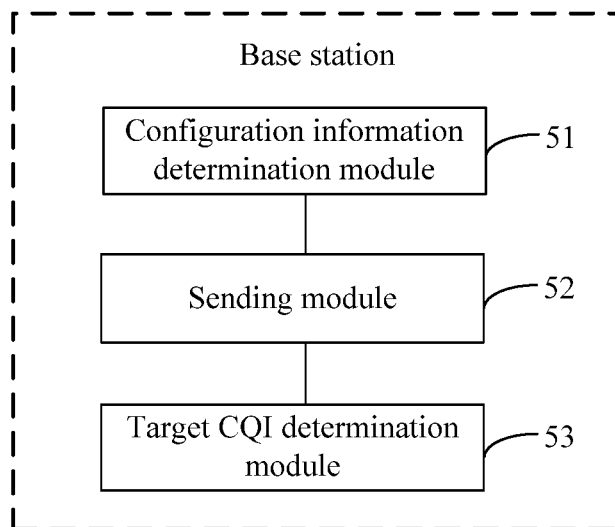 Base station
Configuration information
determination module
51
Sending module
52
Target CQI determination
module
53